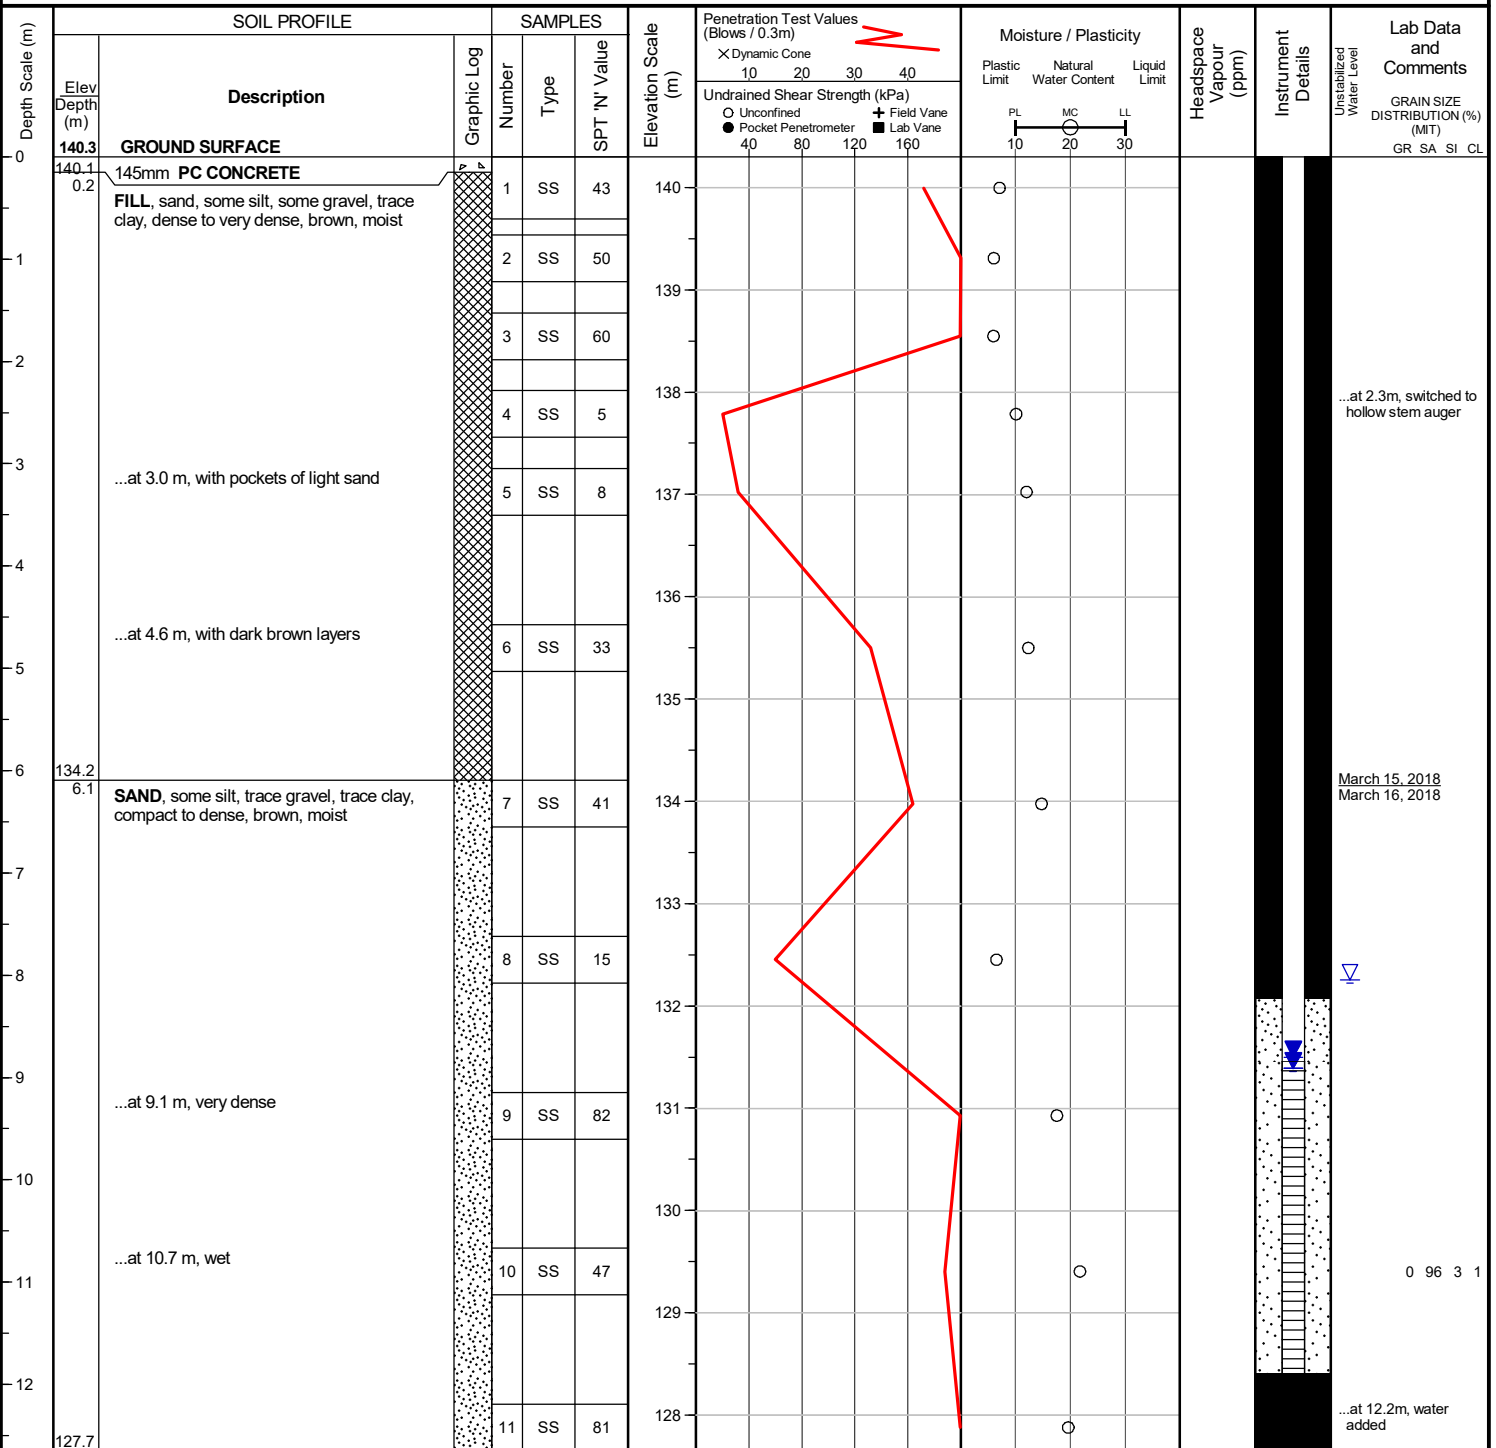 SOIL PROFILE
SAMPLES
Depth Scale (m)
Elev
Depth
(m)
Description
Graphic Log
Number
Type
SPT 'N' Value
Elevation Scale
(m)
Penetration Test Values
(Blows / 0.3m)
X Dynamic Cone
10 20 30 40
Undrained Shear Strength (kPa)
Unconfined
Field Vane
Pocket Penetrometer
Lab Vane
40 80 120 160
Moisture / Plasticity
Plastic
Limit
Natural
Water Content
Liquid
Limit
PL MC LL
10 20 30
Headspace
Vapour
(ppm)
Instrument
Details
Unstabilized
Water Level
Lab Data
and
Comments
GRAIN SIZE
DISTRIBUTION (%)
(MIT)
GR SA SI CL
140.3 GROUND SURFACE
0
140.1
0.2
145mm PC CONCRETE
FILL, sand, some silt, some gravel, trace
clay, dense to very dense, brown, moist
1 SS 43
140
1
2 SS 50
139
3 SS 60
2
138
...at 2.3m, switched to
hollow stem auger
4 SS 5
3
...at 3.0 m, with pockets of light sand
5 SS 8
137
4
136
...at 4.6 m, with dark brown layers
6 SS 33
5
135
6
134.2
6.1
SAND, some silt, trace gravel, trace clay,
compact to dense, brown, moist
7 SS 41
134
March 15, 2018
March 16, 2018
7
133
8 SS 15
8
132
9
...at 9.1 m, very dense
9 SS 82
131
10
130
...at 10.7 m, wet
10 SS 47
11
0 96 3 1
129
12
128
...at 12.2m, water
added
11 SS 81
127.7